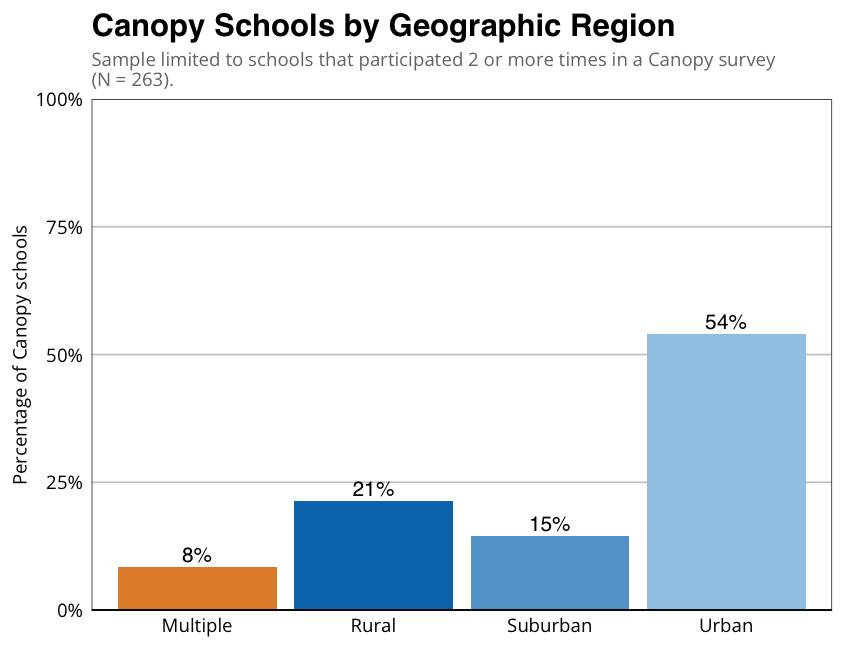 Canopy Schools by Geographic Region
Sample limited to schools that participated 2 or more times in a Canopy survey
(N = 263).
Percentage of Canopy schools
100%
75%
50%
25%
0%
8%
21%
15%
54%
Multiple
Rural
Suburban
Urban